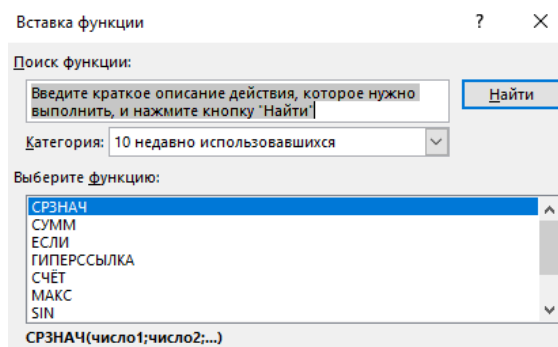 Вставка функции
?
Поиск функции:
Введите краткое описание действия, которое нужно
выполнить, и нажмите кнопку "Найти"
Найти
Категория: 10 недавно использовавшихся
Выберите функцию:
СРЗНАЧ
СУММ
ЕСЛИ
ГИПЕРССЫЛКА
СЧЁТ
МАКС
SIN
СРЗНАЧ(число1;число2;...)